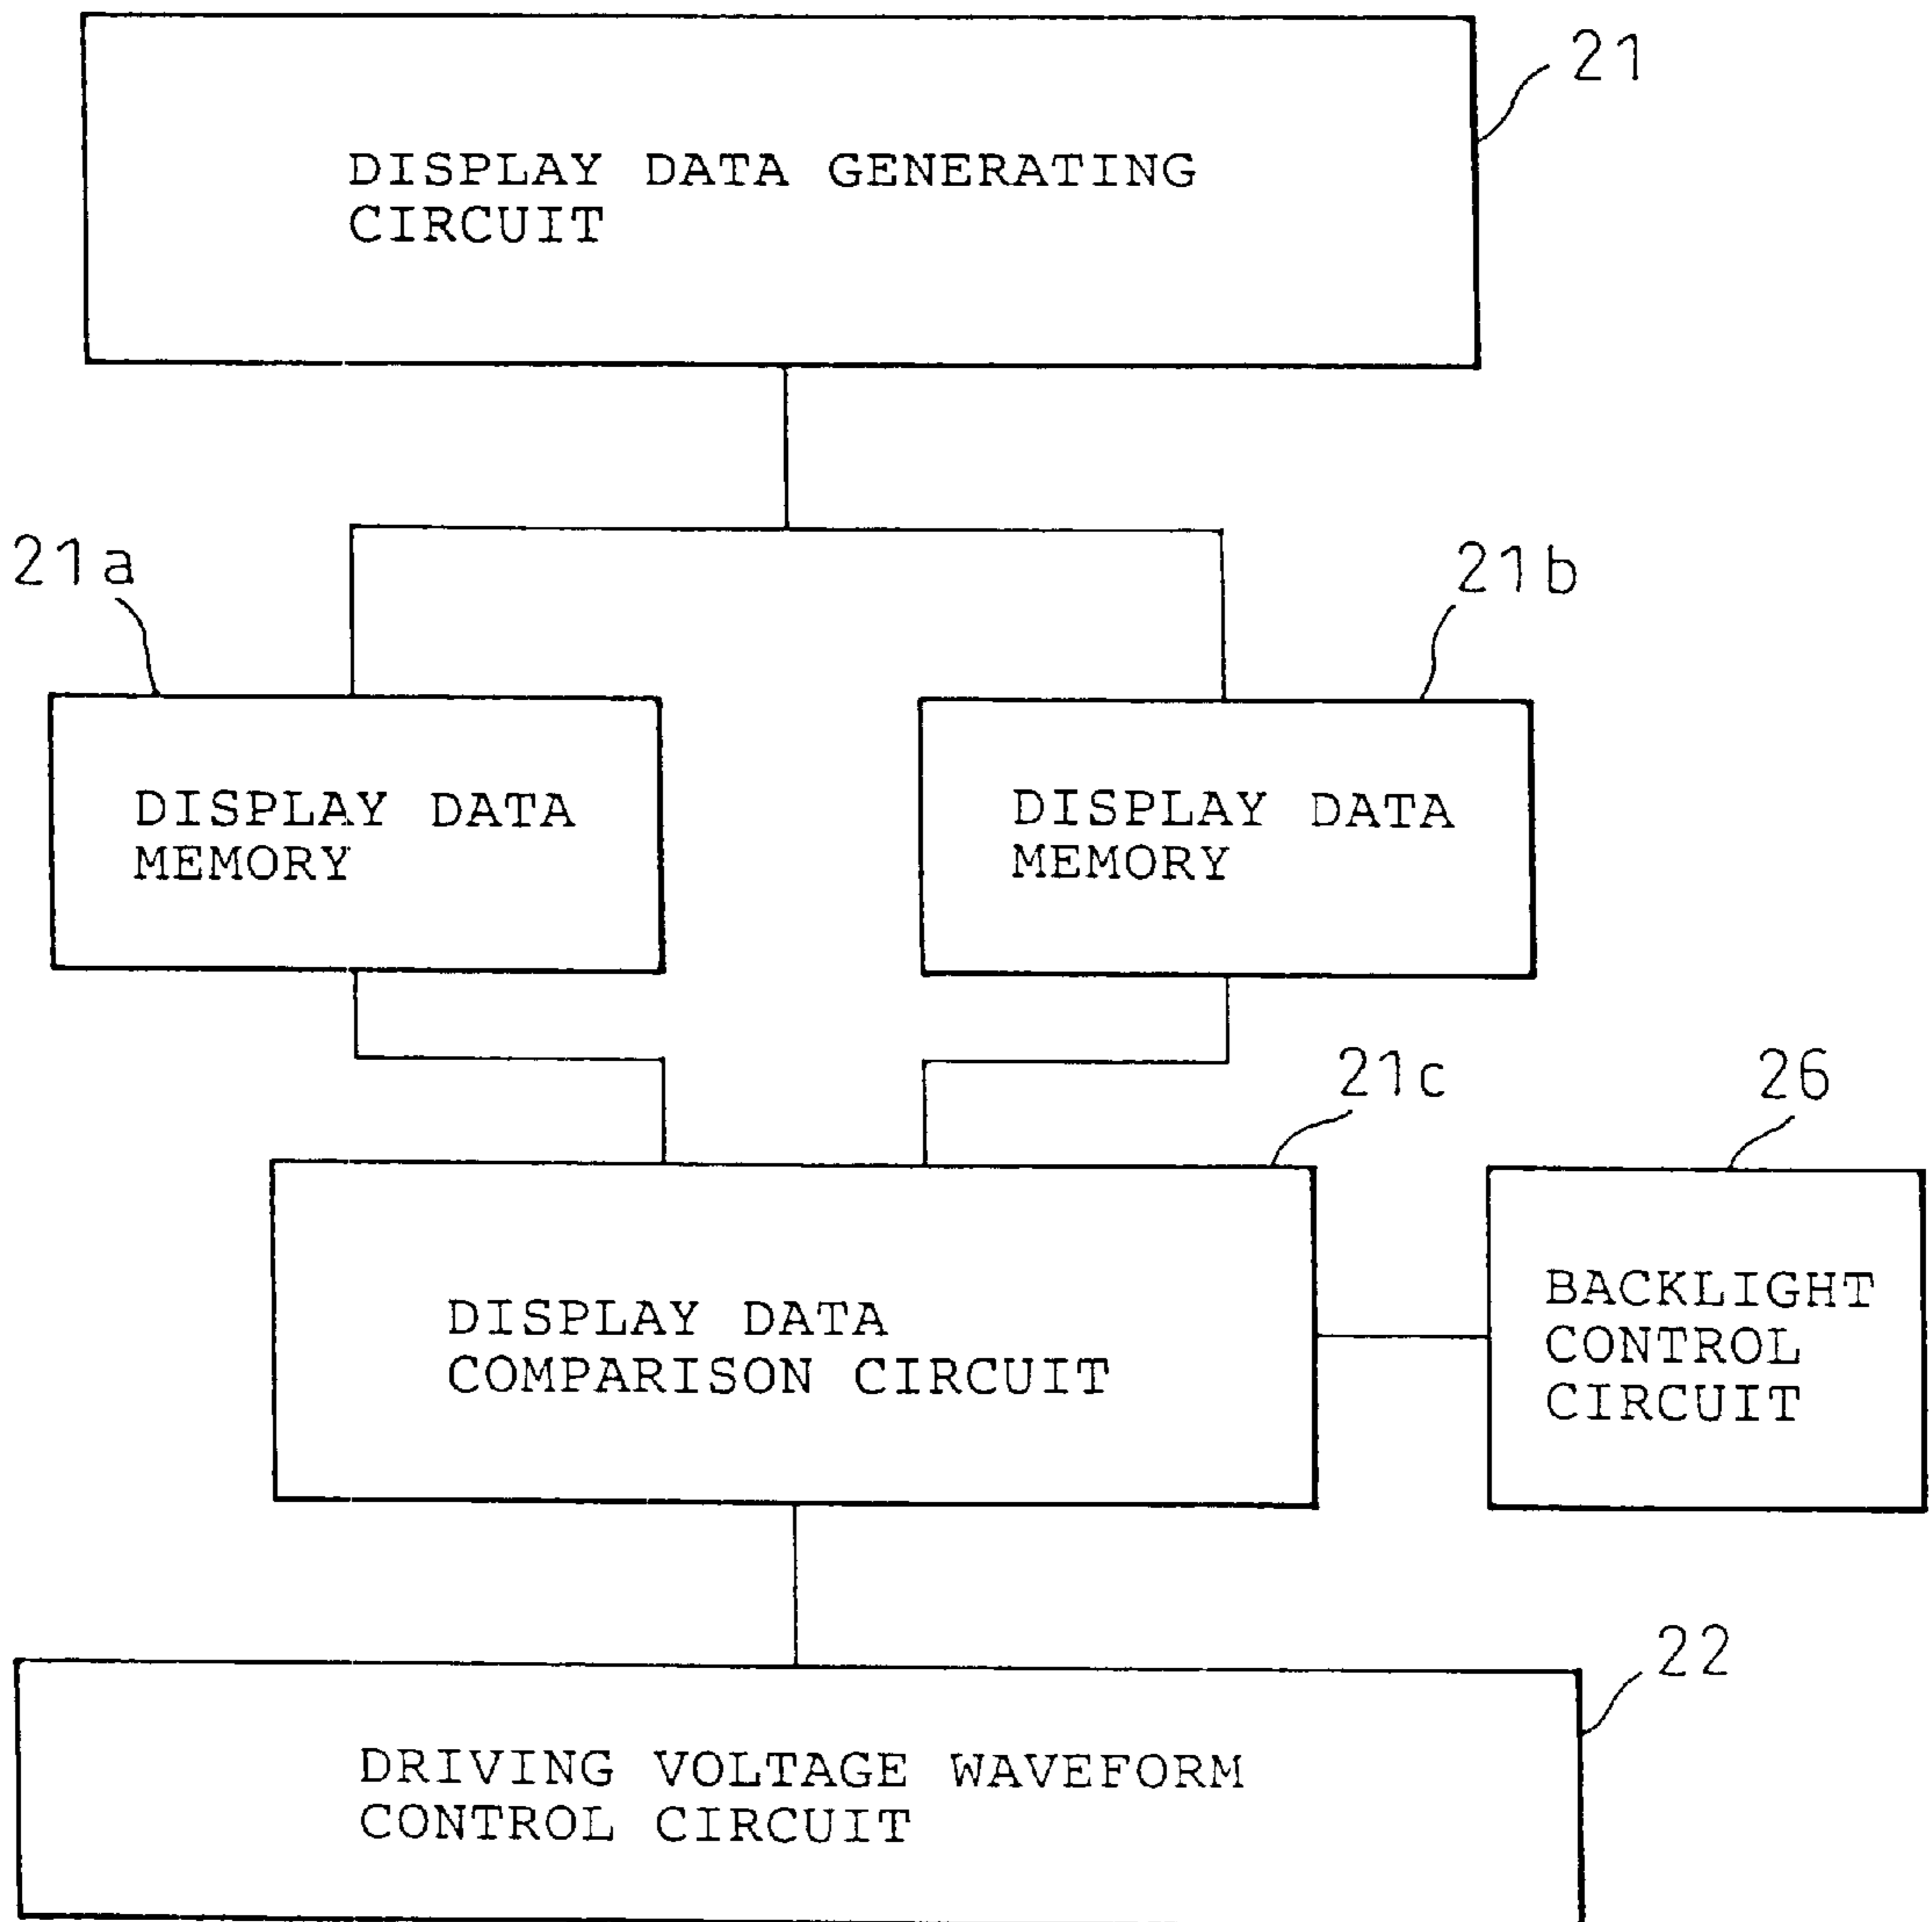 21
DISPLAY DATA GENERATING
CIRCUIT
21a
21b
DISPLAY DATA
MEMORY
DISPLAY DATA
MEMORY
21c
26
DISPLAY DATA
COMPARISON CIRCUIT
BACKLIGHT
CONTROL
CIRCUIT
22
DRIVING VOLTAGE WAVEFORM
CONTROL CIRCUIT